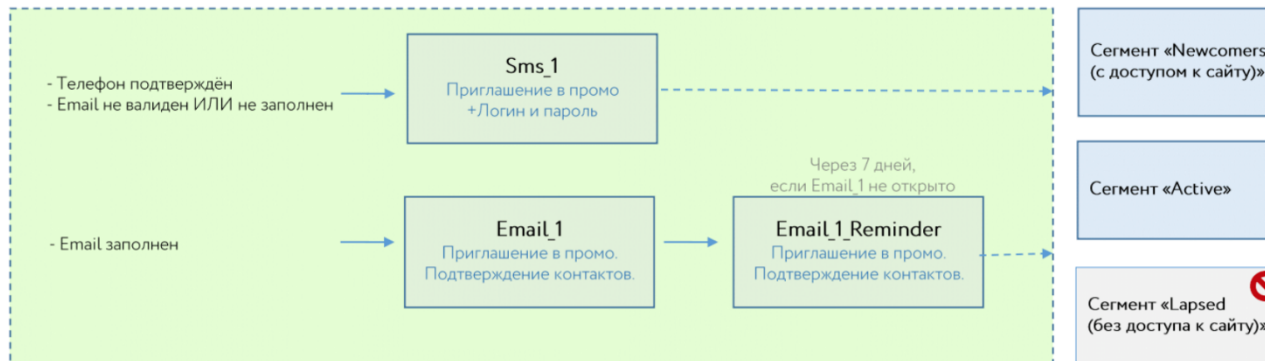 - Телефон подтверждён
- Email не валиден ИЛИ не заполнен
Sms_1
Приглашение в промо
+Логин и пароль
Сегмент «Newcomers
(с доступом к сайту)»
Через 7 дней,
если Email_1 не открыто
Сегмент «Active»
- Email заполнен
Email_1
Приглашение в промо.
Подтверждение контактов.
Email_1_Reminder
Приглашение в промо.
Подтверждение контактов.
Сегмент «Lapsed
(без доступа к сайту)»